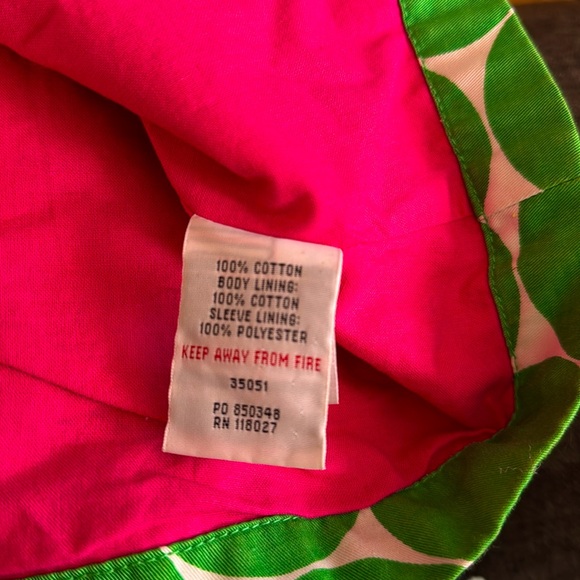 100% COTTON
BODY LINING:
100% COTTON
SLEEVE LINING:
100% POLYESTER
KEEP AWAY FROM FIRE
35051
PO 850348
RN 118027